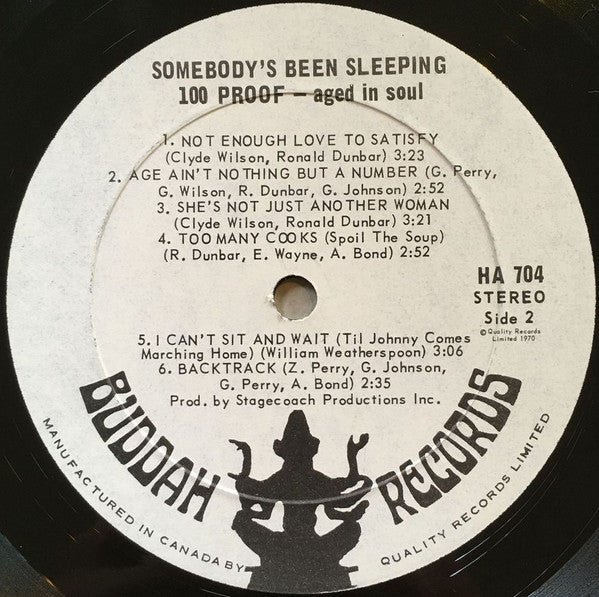 SOMEBODY'S BEEN SLEEPING
100 PROOF – aged in soul
1. NOT ENOUGH LOVE TO SATISFY
(Clyde Wilson, Ronald Dunbar) 3:23
2. AGE AIN'T NOTHING BUT A NUMBER (G. Perry,
G. Wilson, R. Dunbar, G. Johnson) 2:52
3. SHE'S NOT JUST ANOTHER WOMAN
(Clyde Wilson, Ronald Dunbar) 3:21
4. TOO MANY COOKS (Spoil The Soup)
(R. Dunbar, E. Wayne, A. Bond) 2:52
HA 704
STEREO
Side 2
© Quality Records
Limited 1970
5. I CAN'T SIT AND WAIT (Til Johnny Comes
Marching Home) (William Weatherspoon) 3:06
6. BACKTRACK (Z. Perry, G. Johnson,
G. Perry, A. Bond) 2:35
Prod. by Stagecoach Productions Inc.
BUDDAH RECORDS
MANUFACTURED IN CANADA BY QUALITY RECORDS LIMITED